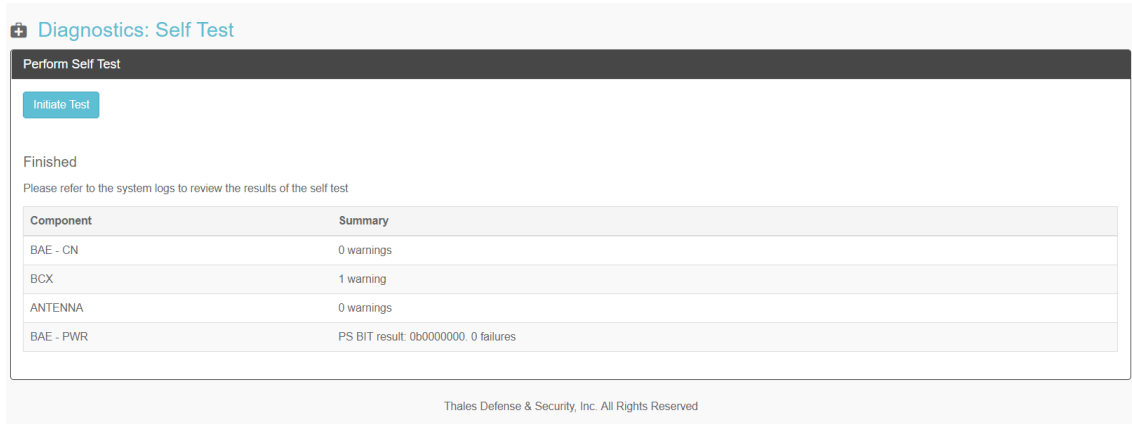 Diagnostics: Self Test
Perform Self Test
Initiate Test
Finished
Please refer to the system logs to review the results of the self test
Component Summary
BAE - CN 0 warnings
BCX 1 warning
ANTENNA 0 warnings
BAE - PWR PS BIT result: 0b0000000. 0 failures
Thales Defense & Security, Inc. All Rights Reserved